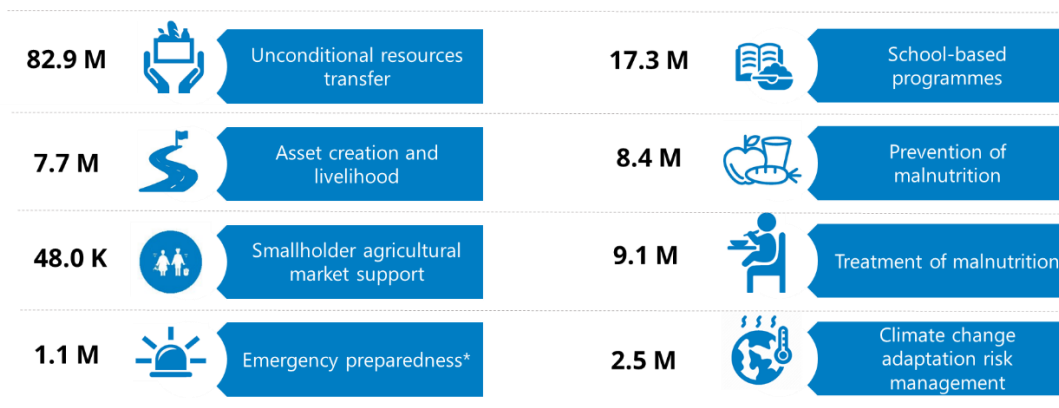 82.9 M
Unconditional resources
transfer
17.3 M
School-based
programmes
7.7 M
Asset creation and
livelihood
8.4 M
Prevention of
malnutrition
48.0 K
Smallholder agricultural
market support
9.1 M
Treatment of malnutrition
1.1 M
Emergency preparedness*
2.5 M
Climate change
adaptation risk
management